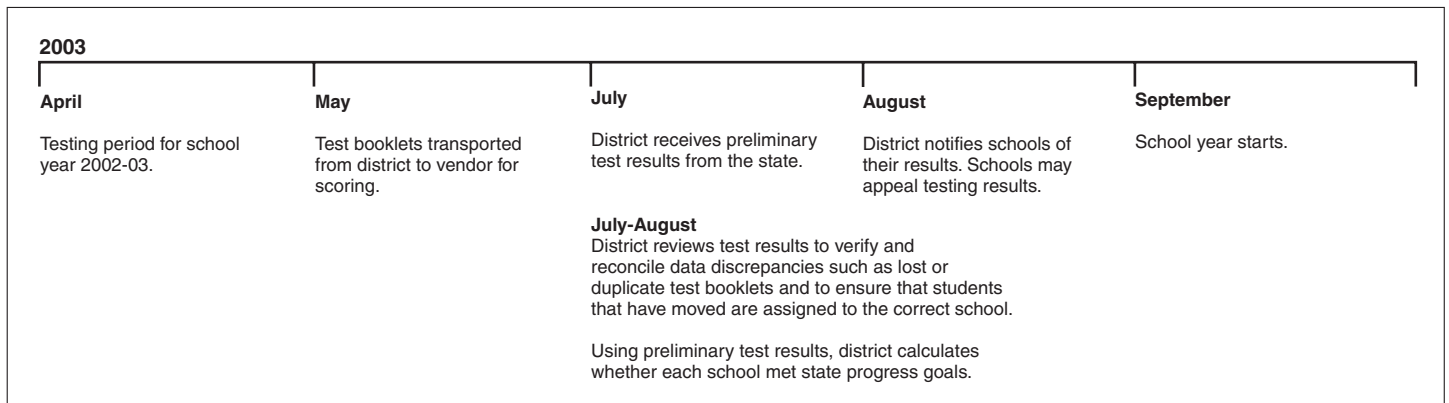 2003
April
Testing period for school
year 2002-03.
May
Test booklets transported
from district to vendor for
scoring.
July
District receives preliminary
test results from the state.
July-August
District reviews test results to verify and
reconcile data discrepancies such as lost or
duplicate test booklets and to ensure that students
that have moved are assigned to the correct school.
Using preliminary test results, district calculates
whether each school met state progress goals.
August
District notifies schools of
their results. Schools may
appeal testing results.
September
School year starts.